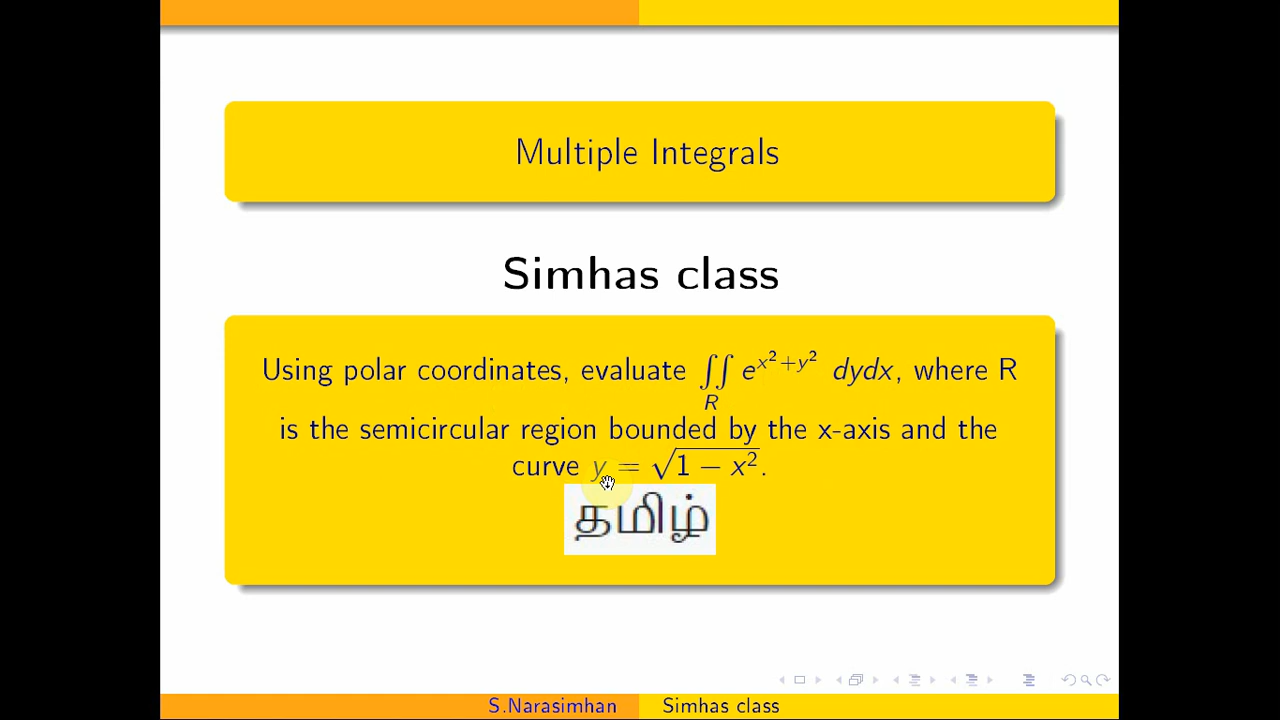 Multiple Integrals
Simhas class
Using polar coordinates, evaluate ∬_R e^{x²+y²} dydx, where R
is the semicircular region bounded by the x-axis and the
curve y = √(1 − x²).
தமிழ்
S.Narasimhan Simhas class